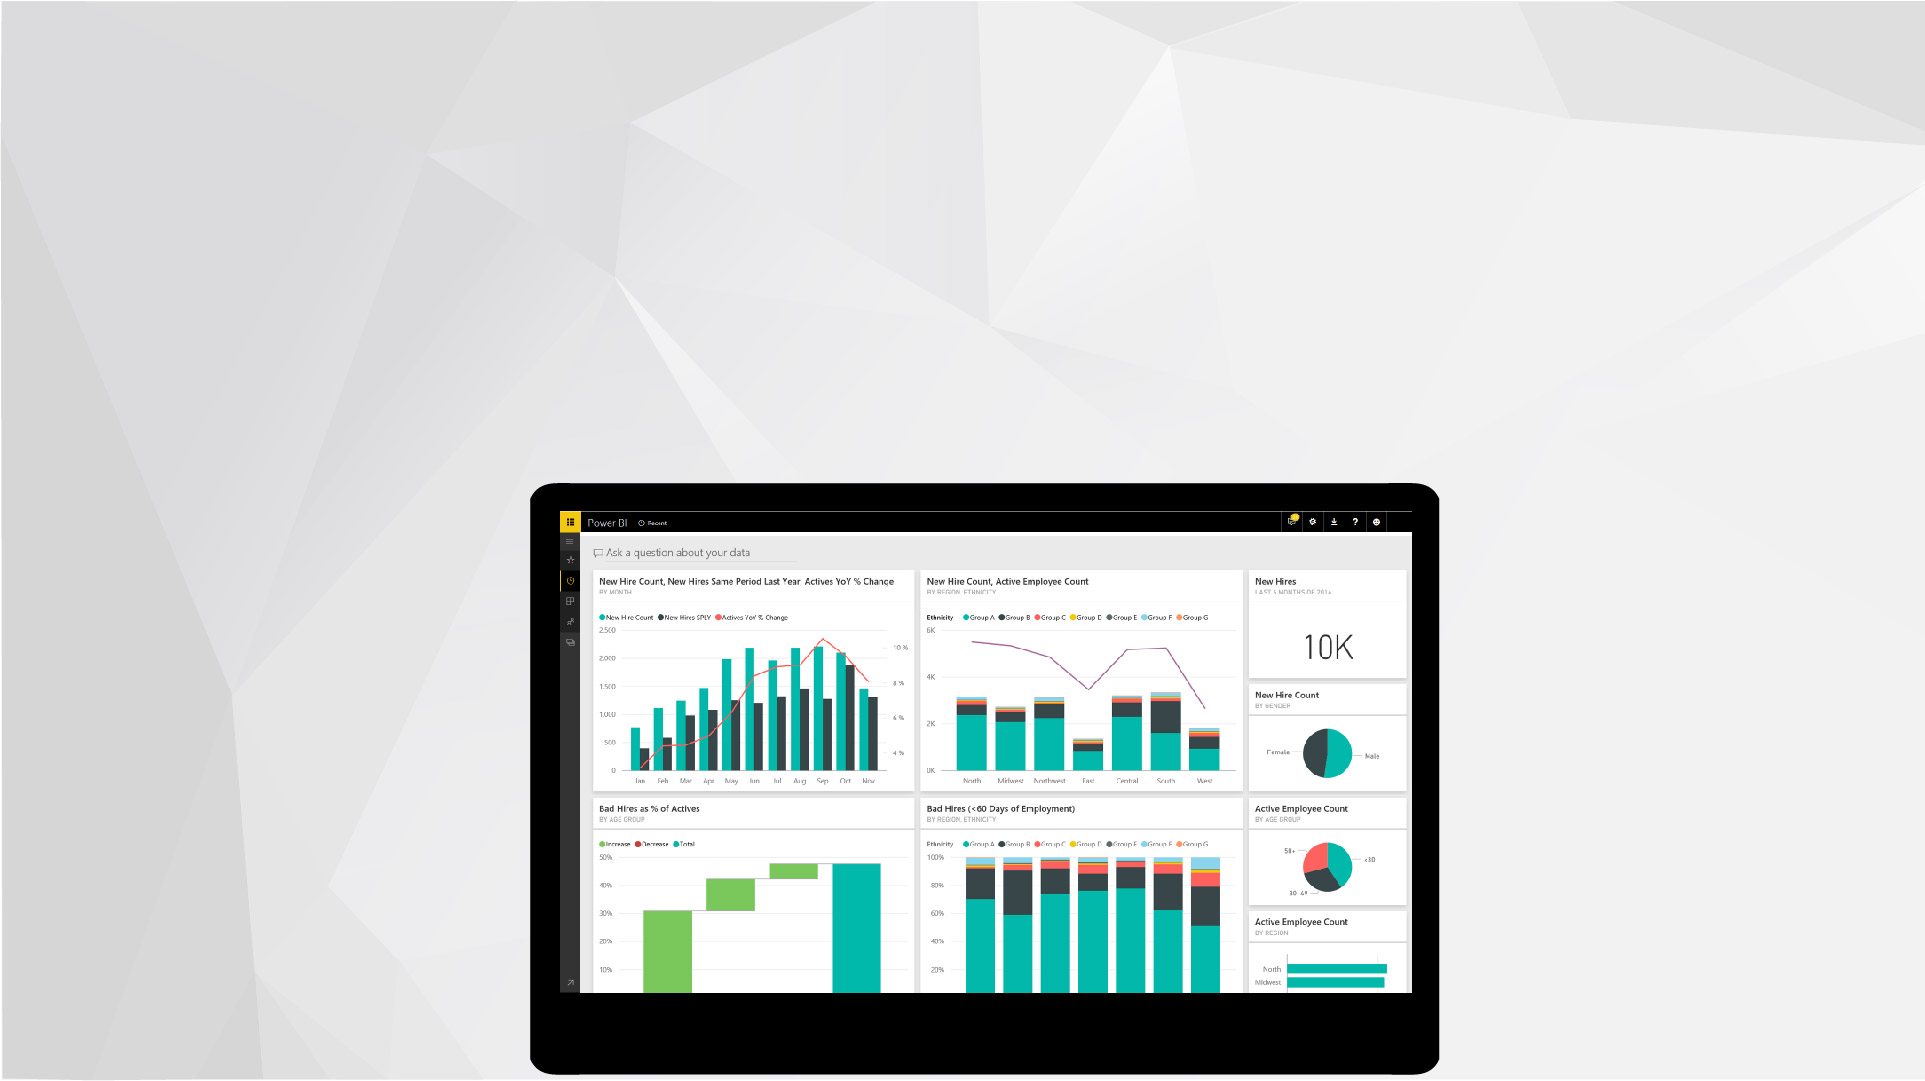 Power BI Recent
Ask a question about your data
New Hire Count, New Hires Same Period Last Year, Actives YoY % Change
BY MONTH
New Hire Count New Hires SPLY Actives YoY % Change
2,500
2,000
1,500
1,000
500
0
10 %
8 %
6 %
4 %
Jan Feb Mar Apr May Jun Jul Aug Sep Oct Nov
New Hire Count, Active Employee Count
BY REGION, ETHNICITY
Ethnicity Group A Group B Group C Group D Group E Group F Group G
6K
4K
2K
0K
North Midwest Northwest East Central South West
New Hires
LAST 5 MONTHS OF 2014
10K
New Hire Count
BY GENDER
Female Male
Bad Hires as % of Actives
BY AGE GROUP
Increase Decrease Total
50%
40%
30%
20%
10%
Bad Hires (<60 Days of Employment)
BY REGION, ETHNICITY
Ethnicity Group A Group B Group C Group D Group E Group F Group G
100%
80%
60%
40%
20%
Active Employee Count
BY AGE GROUP
50+
<30
30-49
Active Employee Count
BY REGION
North
Midwest